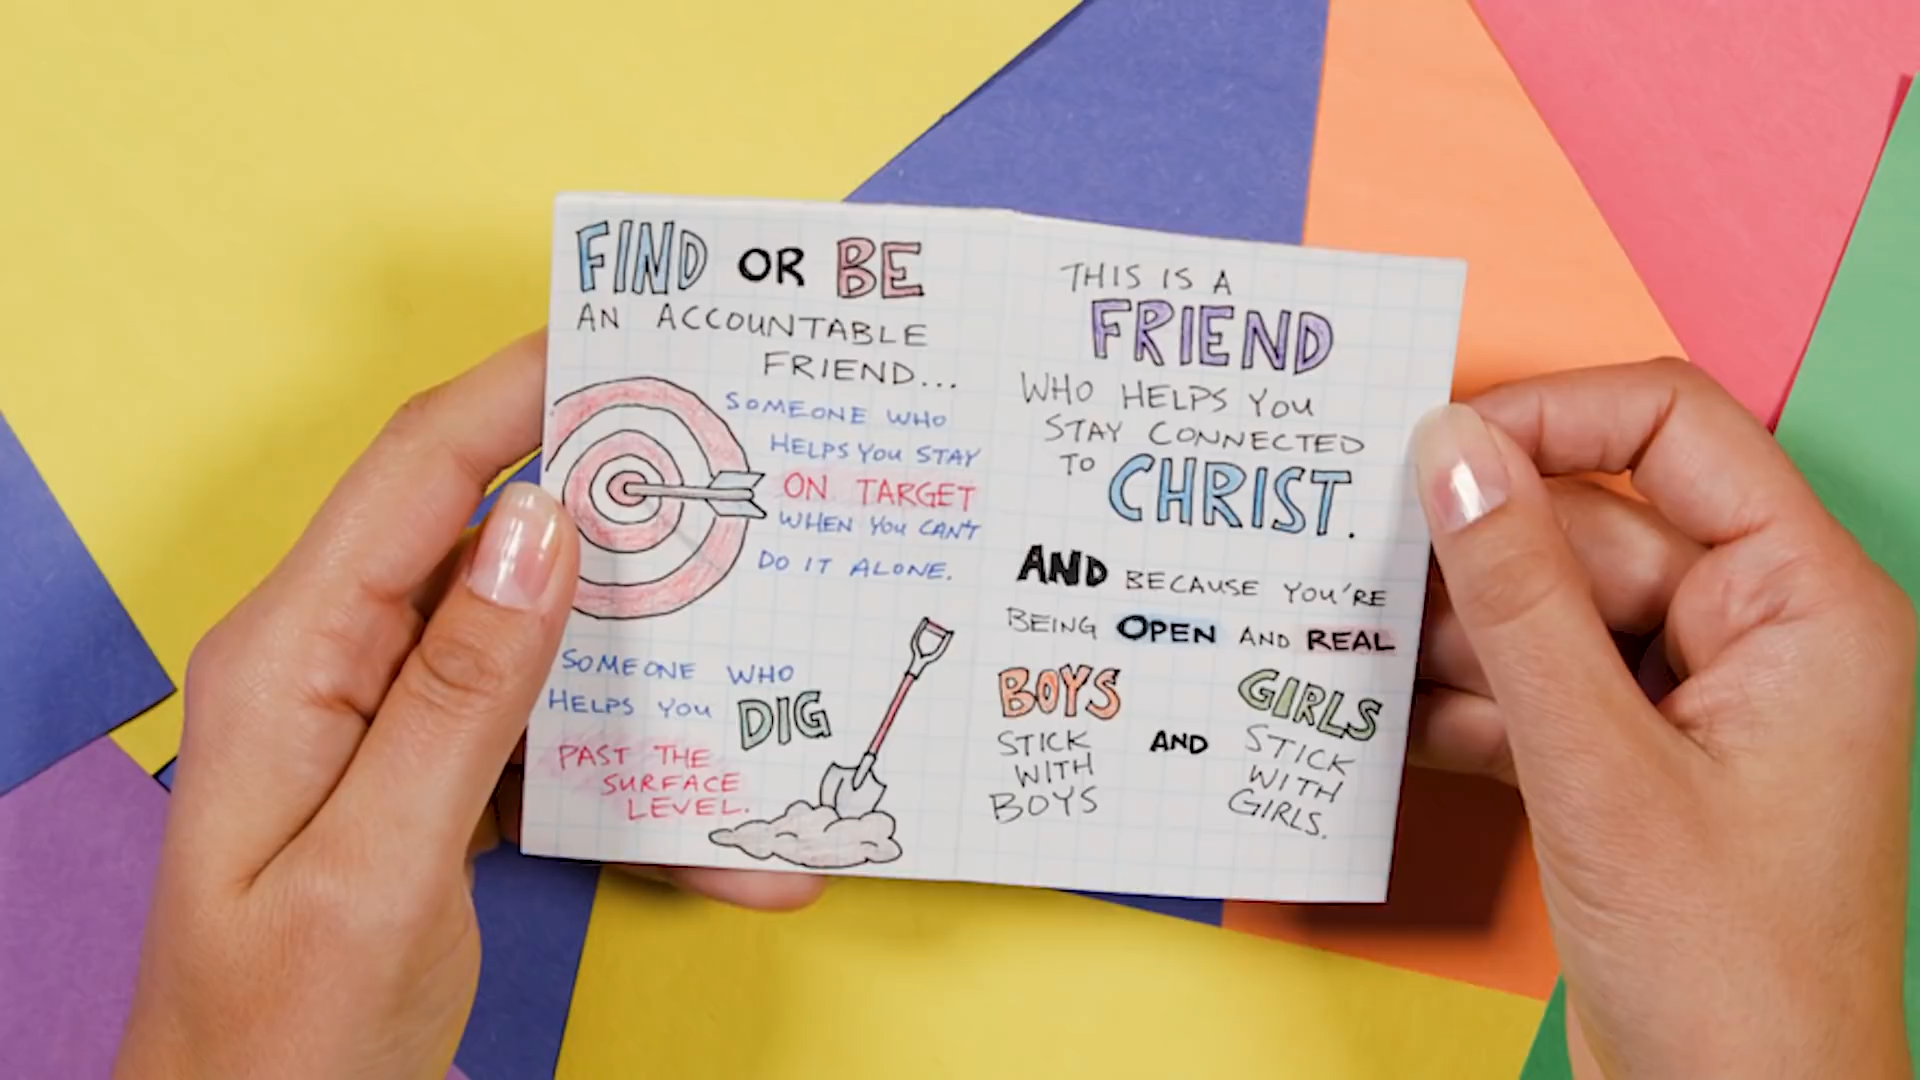 FIND OR BE
AN ACCOUNTABLE
FRIEND...
SOMEONE WHO
HELPS YOU STAY
ON TARGET
WHEN YOU CAN'T
DO IT ALONE.
SOMEONE WHO
HELPS YOU DIG
PAST THE
SURFACE
LEVEL.
THIS IS A
FRIEND
WHO HELPS YOU
STAY CONNECTED
TO CHRIST.
AND BECAUSE YOU'RE
BEING OPEN AND REAL
BOYS
STICK
WITH
BOYS
AND
GIRLS
STICK
WITH
GIRLS.